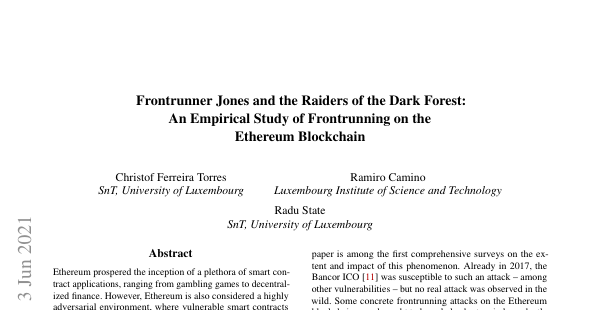 Frontrunner Jones and the Raiders of the Dark Forest:
An Empirical Study of Frontrunning on the
Ethereum Blockchain
Christof Ferreira Torres
SnT, University of Luxembourg
Ramiro Camino
Luxembourg Institute of Science and Technology
Radu State
SnT, University of Luxembourg
3 Jun 2021
Abstract
Ethereum prospered the inception of a plethora of smart con-
tract applications, ranging from gambling games to decentral-
ized finance. However, Ethereum is also considered a highly
adversarial environment, where vulnerable smart contracts
paper is among the first comprehensive surveys on the ex-
tent and impact of this phenomenon. Already in 2017, the
Bancor ICO [11] was susceptible to such an attack – among
other vulnerabilities – but no real attack was observed in the
wild. Some concrete frontrunning attacks on the Ethereum